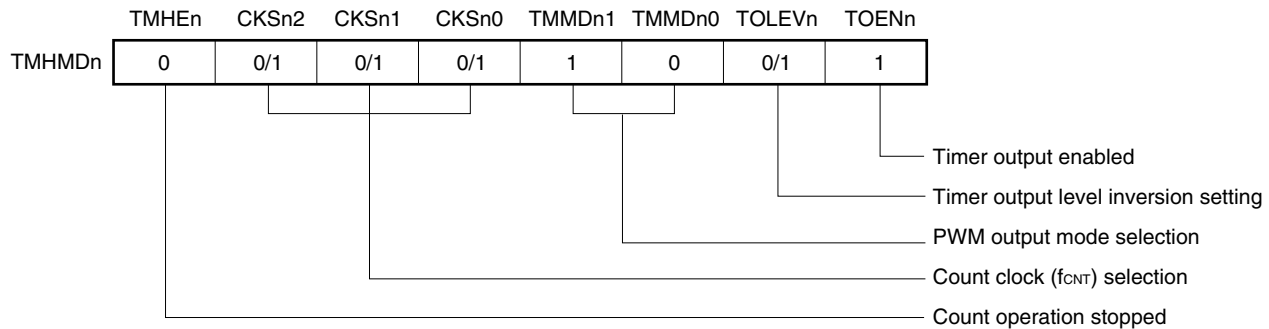 TMHEn CKSn2 CKSn1 CKSn0 TMMDn1 TMMDn0 TOLEVn TOENn
TMHMDn 0 0/1 0/1 0/1 1 0 0/1 1
Timer output enabled
Timer output level inversion setting
PWM output mode selection
Count clock (fCNT) selection
Count operation stopped